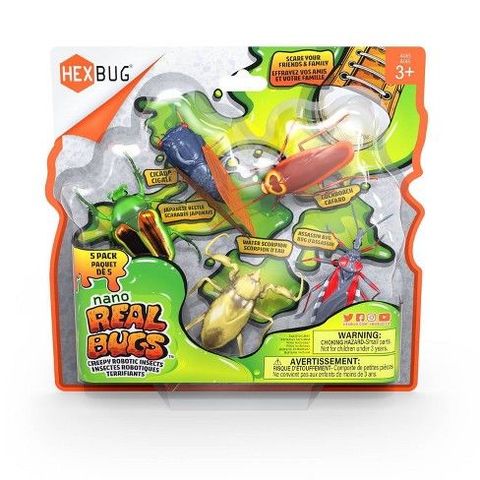 HEXBUG
SCARE YOUR
FRIENDS & FAMILY
EFFRAYEZ VOS AMIS
ET VOTRE FAMILLE
AGES
3+
CICADA
CIGALE
JAPANESE BEETLE
SCARABÉE JAPONAIS
COCKROACH
CAFARD
WATER SCORPION
SCORPION D'EAU
ASSASSIN BUG
BUG D'ASSASSIN
5 PACK
PAQUET
DE 5
nano
REAL
BUGS
TM
CREEPY ROBOTIC INSECTS
INSECTES ROBOTIQUES
TERRIFIANTS
WARNING:
CHOKING HAZARD-Small parts
Not for children under 3 years.
AVERTISSEMENT:
RISQUE D'ÉTOUFFEMENT-Comporte de petites pièces
Ne convient pas aux enfants de moins de 3 ans.